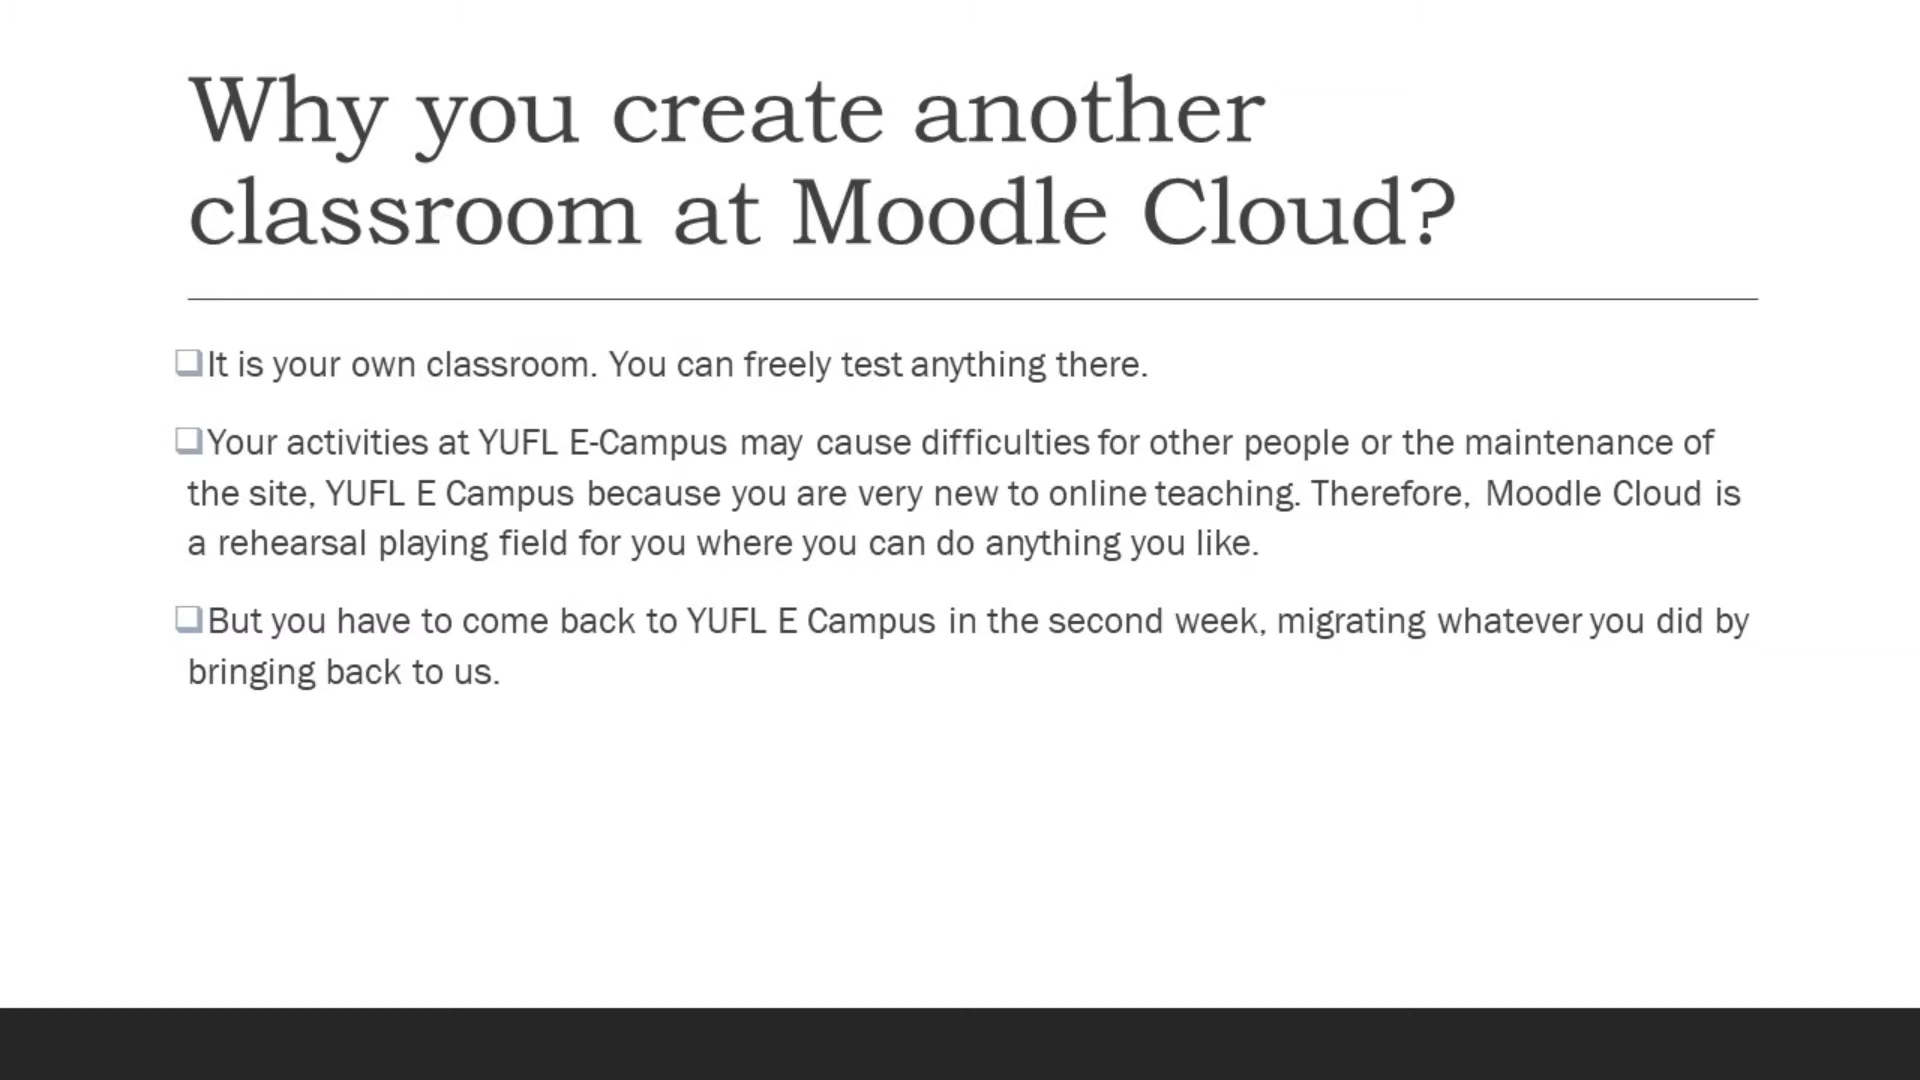 Why you create another
classroom at Moodle Cloud?
It is your own classroom. You can freely test anything there.
Your activities at YUFL E-Campus may cause difficulties for other people or the maintenance of
the site, YUFL E Campus because you are very new to online teaching. Therefore, Moodle Cloud is
a rehearsal playing field for you where you can do anything you like.
But you have to come back to YUFL E Campus in the second week, migrating whatever you did by
bringing back to us.